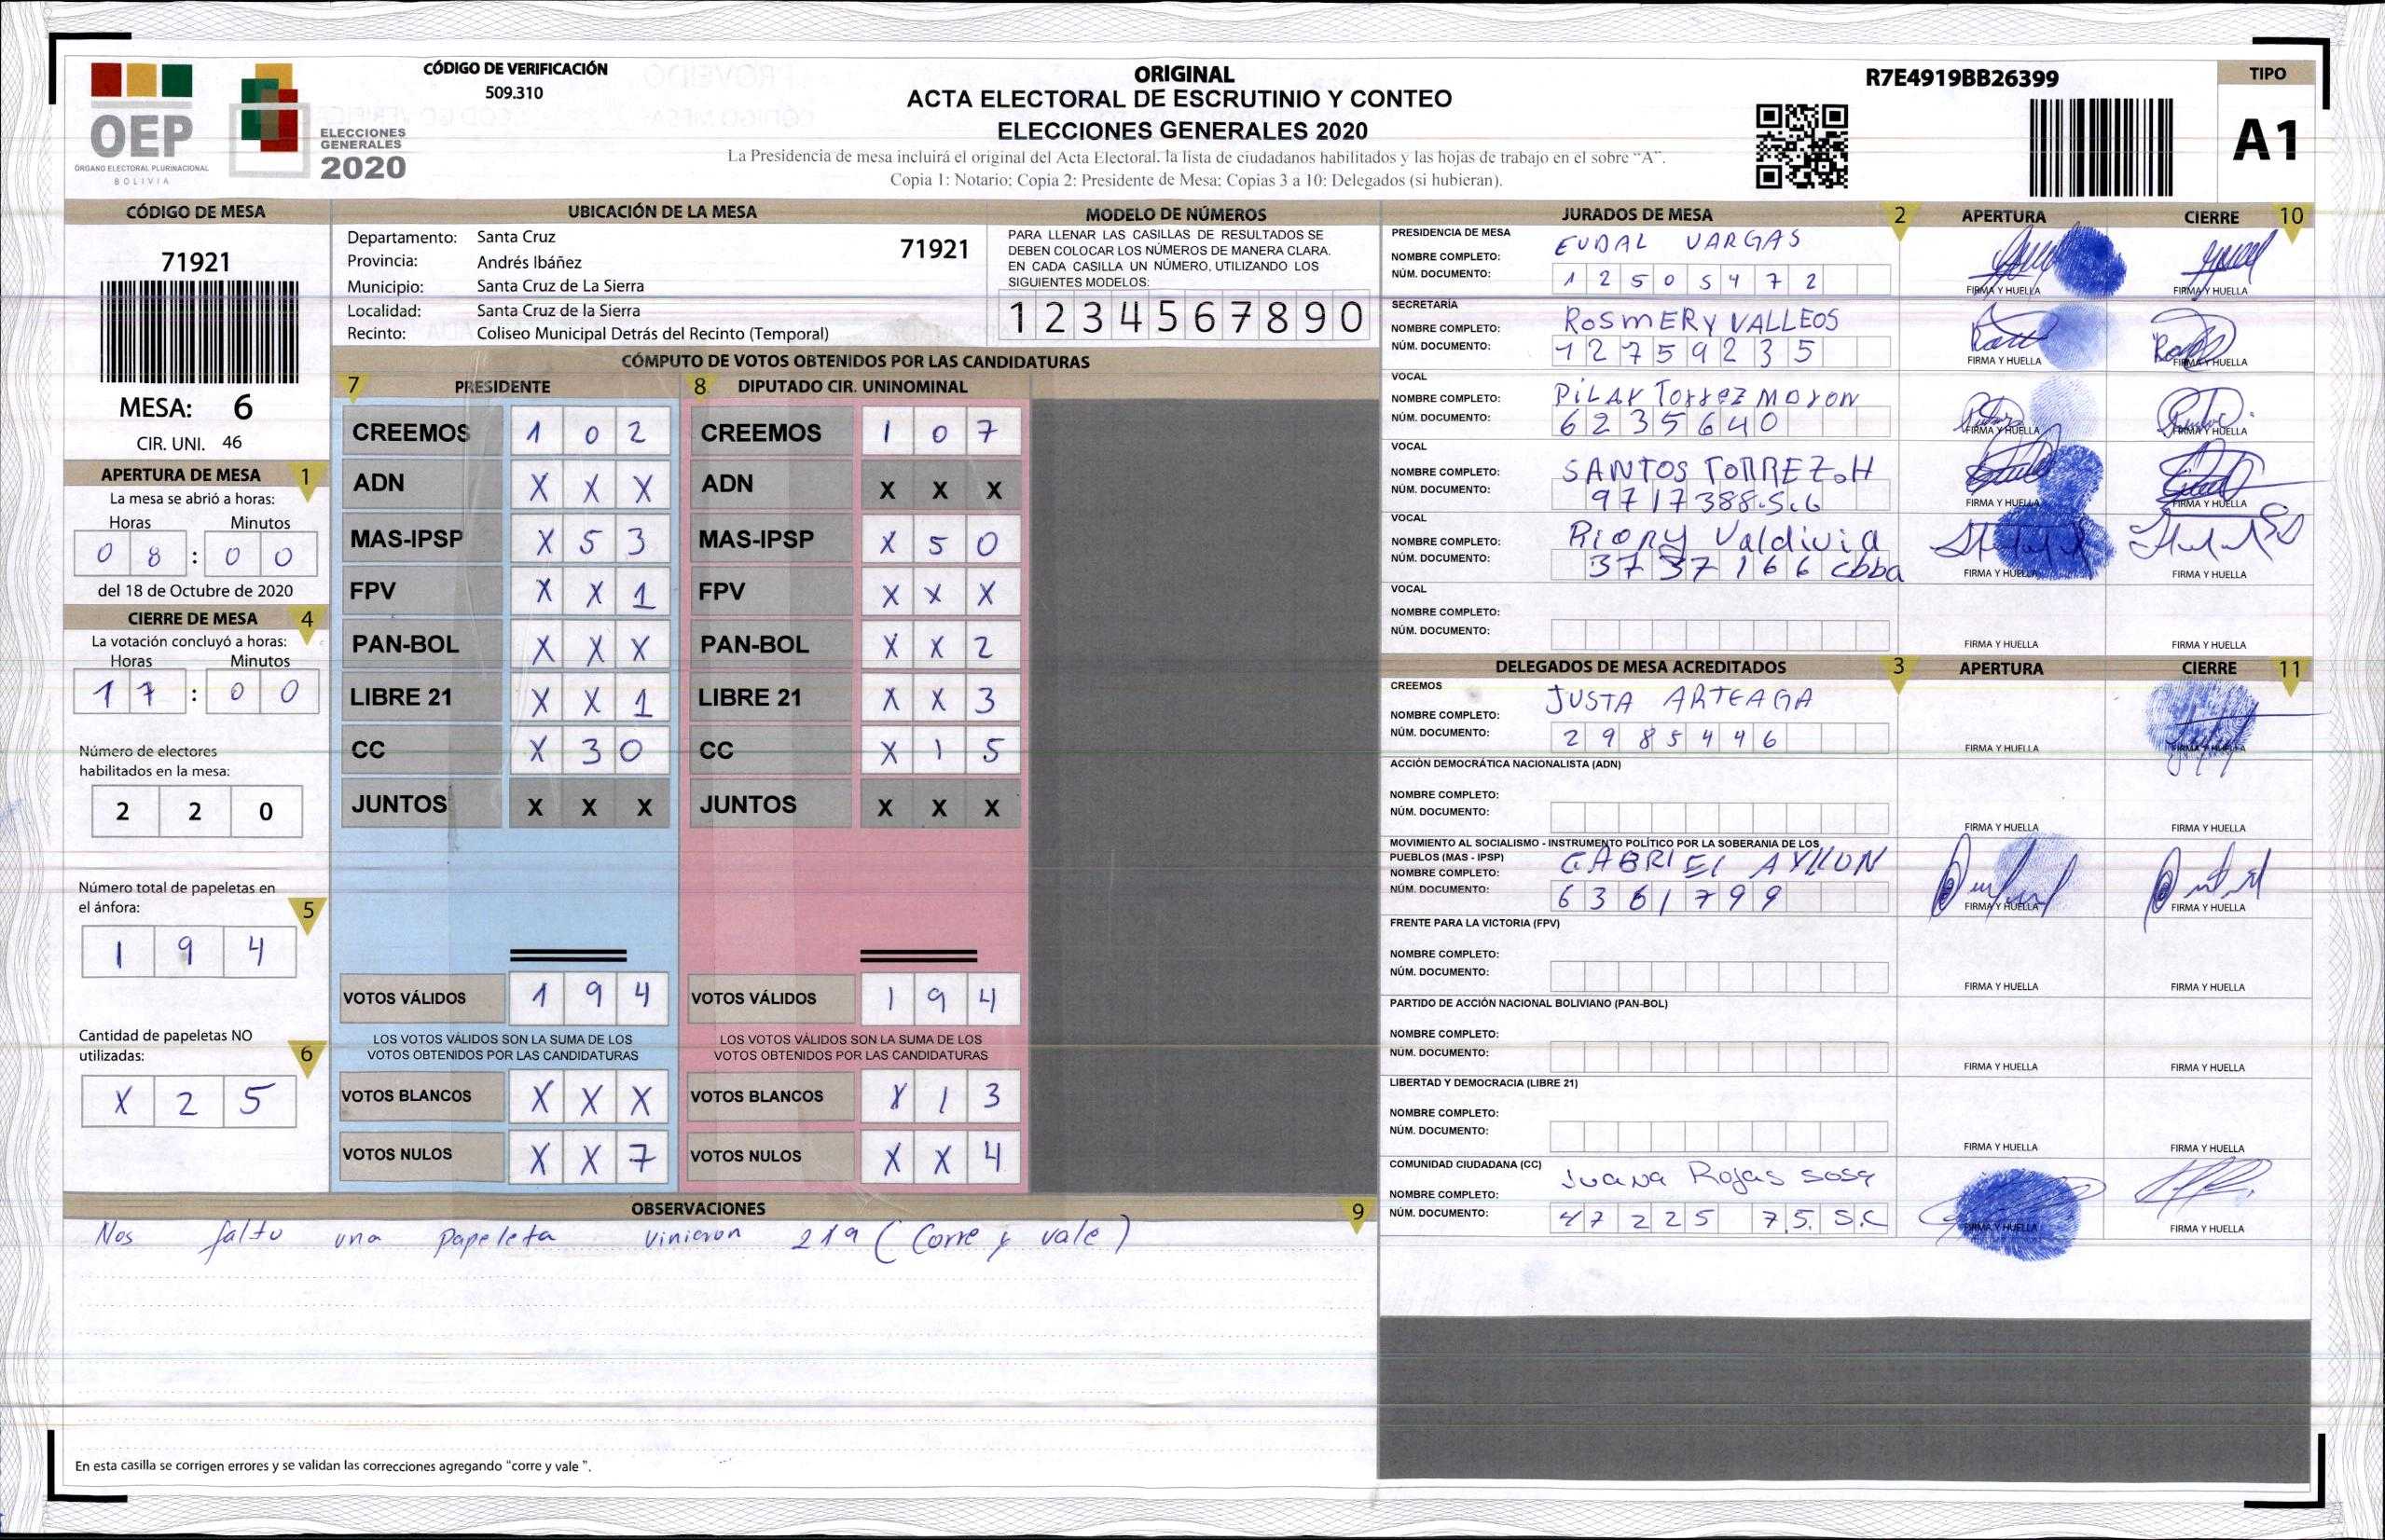 OEP
ÓRGANO ELECTORAL PLURINACIONAL
BOLIVIA
ELECCIONES
GENERALES
2020
CÓDIGO DE VERIFICACIÓN
509.310
ORIGINAL
ACTA ELECTORAL DE ESCRUTINIO Y CONTEO
ELECCIONES GENERALES 2020
La Presidencia de mesa incluirá el original del Acta Electoral, la lista de ciudadanos habilitados y las hojas de trabajo en el sobre “A”.
Copia 1: Notario; Copia 2: Presidente de Mesa; Copias 3 a 10: Delegados (si hubieran).
R7E4919BB26399
TIPO
A1
CÓDIGO DE MESA
71921
MESA: 6
CIR. UNI. 46
APERTURA DE MESA 1
La mesa se abrió a horas:
Horas Minutos
0 8 : 0 0
del 18 de Octubre de 2020
CIERRE DE MESA 4
La votación concluyó a horas:
Horas Minutos
1 7 : 0 0
Número de electores
habilitados en la mesa:
2 2 0
Número total de papeletas en
el ánfora: 5
1 9 4
Cantidad de papeletas NO
utilizadas: 6
X 2 5
UBICACIÓN DE LA MESA
Departamento: Santa Cruz 71921
Provincia: Andrés Ibáñez
Municipio: Santa Cruz de La Sierra
Localidad: Santa Cruz de la Sierra
Recinto: Coliseo Municipal Detrás del Recinto (Temporal)
MODELO DE NÚMEROS
PARA LLENAR LAS CASILLAS DE RESULTADOS SE
DEBEN COLOCAR LOS NÚMEROS DE MANERA CLARA.
EN CADA CASILLA UN NÚMERO, UTILIZANDO LOS
SIGUIENTES MODELOS:
1 2 3 4 5 6 7 8 9 0
CÓMPUTO DE VOTOS OBTENIDOS POR LAS CANDIDATURAS
7 PRESIDENTE 8 DIPUTADO CIR. UNINOMINAL
CREEMOS 1 0 2 CREEMOS 1 0 7
ADN X X X ADN X X X
MAS-IPSP X 5 3 MAS-IPSP X 5 0
FPV X X 1 FPV X X X
PAN-BOL X X X PAN-BOL X X 2
LIBRE 21 X X 1 LIBRE 21 X X 3
CC X 3 0 CC X 1 5
JUNTOS X X X JUNTOS X X X
VOTOS VÁLIDOS 1 9 4 VOTOS VÁLIDOS 1 9 4
LOS VOTOS VÁLIDOS SON LA SUMA DE LOS LOS VOTOS VÁLIDOS SON LA SUMA DE LOS
VOTOS OBTENIDOS POR LAS CANDIDATURAS VOTOS OBTENIDOS POR LAS CANDIDATURAS
VOTOS BLANCOS X X X VOTOS BLANCOS X 1 3
VOTOS NULOS X X 7 VOTOS NULOS X X 4
OBSERVACIONES 9
Nos falto una papeleta vinieron 219 (Corre y vale)
En esta casilla se corrigen errores y se validan las correcciones agregando “corre y vale ”.
JURADOS DE MESA 2 APERTURA CIERRE 10
PRESIDENCIA DE MESA
NOMBRE COMPLETO: EUDAL VARGAS
NÚM. DOCUMENTO: 1 2 5 0 5 4 7 2
FIRMA Y HUELLA FIRMA Y HUELLA
SECRETARÍA
NOMBRE COMPLETO: ROSMERY VALLEOS
NÚM. DOCUMENTO: 1 2 7 5 9 2 3 5
FIRMA Y HUELLA FIRMA Y HUELLA
VOCAL
NOMBRE COMPLETO: PiLAr Torrez MOYON
NÚM. DOCUMENTO: 6 2 3 5 6 4 0
FIRMA Y HUELLA FIRMA Y HUELLA
VOCAL
NOMBRE COMPLETO: SANTOS TORREZ.H
NÚM. DOCUMENTO: 9717388.S.6
FIRMA Y HUELLA FIRMA Y HUELLA
VOCAL
NOMBRE COMPLETO: Riony Valdivia
NÚM. DOCUMENTO: 3737166 cbba
FIRMA Y HUELLA FIRMA Y HUELLA
VOCAL
NOMBRE COMPLETO:
NÚM. DOCUMENTO:
FIRMA Y HUELLA FIRMA Y HUELLA
DELEGADOS DE MESA ACREDITADOS 3 APERTURA CIERRE 11
CREEMOS
NOMBRE COMPLETO: JUSTA ARTEAGA
NÚM. DOCUMENTO: 2 9 8 5 4 4 6
FIRMA Y HUELLA FIRMA Y HUELLA
ACCIÓN DEMOCRÁTICA NACIONALISTA (ADN)
NOMBRE COMPLETO:
NÚM. DOCUMENTO:
FIRMA Y HUELLA FIRMA Y HUELLA
MOVIMIENTO AL SOCIALISMO - INSTRUMENTO POLÍTICO POR LA SOBERANIA DE LOS
PUEBLOS (MAS - IPSP)
NOMBRE COMPLETO: GABRIEL AYLLON
NÚM. DOCUMENTO: 6 3 6 1 7 9 9
FIRMA Y HUELLA FIRMA Y HUELLA
FRENTE PARA LA VICTORIA (FPV)
NOMBRE COMPLETO:
NÚM. DOCUMENTO:
FIRMA Y HUELLA FIRMA Y HUELLA
PARTIDO DE ACCIÓN NACIONAL BOLIVIANO (PAN-BOL)
NOMBRE COMPLETO:
NÚM. DOCUMENTO:
FIRMA Y HUELLA FIRMA Y HUELLA
LIBERTAD Y DEMOCRACIA (LIBRE 21)
NOMBRE COMPLETO:
NÚM. DOCUMENTO:
FIRMA Y HUELLA FIRMA Y HUELLA
COMUNIDAD CIUDADANA (CC)
NOMBRE COMPLETO: Juana Rojas sosa
NÚM. DOCUMENTO: 4 7 2 2 5 7 5. S.C
FIRMA Y HUELLA FIRMA Y HUELLA